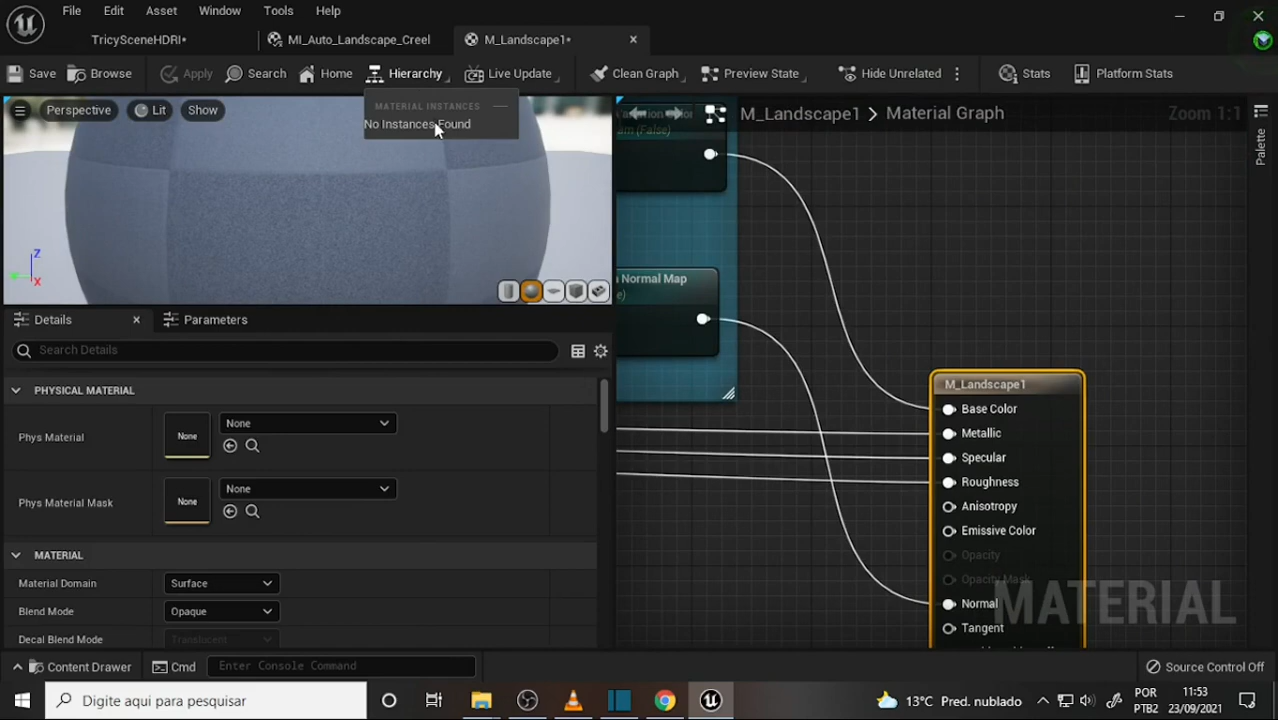 File Edit Asset Window Tools Help
TricySceneHDRI* MI_Auto_Landscape_Creel M_Landscape1*
Save Browse Apply Search Home Hierarchy Live Update Clean Graph Preview State Hide Unrelated Stats Platform Stats
MATERIAL INSTANCES
No Instances Found
Perspective Lit Show
M_Landscape1 > Material Graph Zoom 1:1
am (False)
Palette
Z
X
Normal Map
Details Parameters
Search Details
PHYSICAL MATERIAL
Phys Material None None
Phys Material Mask None None
MATERIAL
Material Domain Surface
Blend Mode Opaque
Decal Blend Mode Translucent
M_Landscape1
Base Color
Metallic
Specular
Roughness
Anisotropy
Emissive Color
Opacity
Opacity Mask
Normal
Tangent
MATERIAL
Content Drawer Cmd Enter Console Command Source Control Off
Digite aqui para pesquisar 13°C Pred. nublado POR PTB2 11:53 23/09/2021